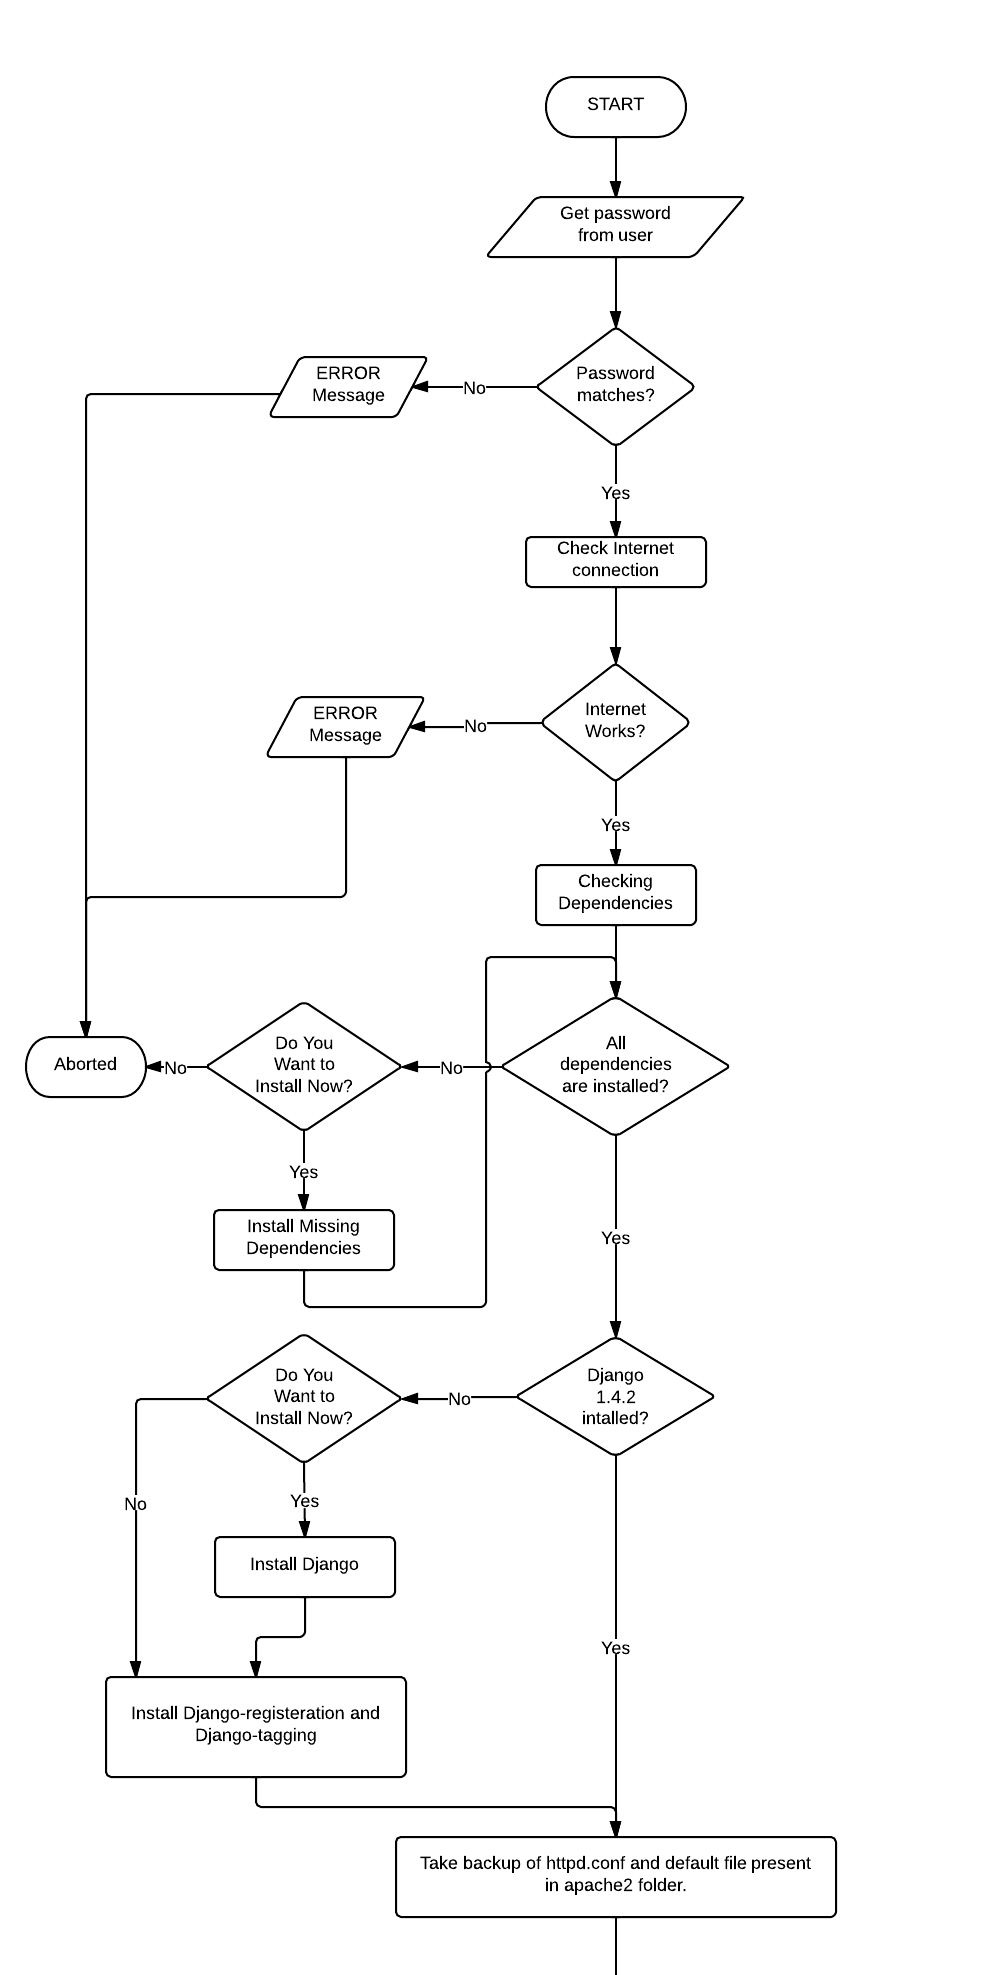 START
Get password
from user
Password
matches?
No
ERROR
Message
Yes
Check Internet
connection
Internet
Works?
No
ERROR
Message
Yes
Checking
Dependencies
All
dependencies
are installed?
No
Do You
Want to
Install Now?
No
Aborted
Yes
Install Missing
Dependencies
Yes
Django
1.4.2
intalled?
No
Do You
Want to
Install Now?
No
Yes
Install Django
Install Django-registeration and
Django-tagging
Yes
Take backup of httpd.conf and default file present
in apache2 folder.